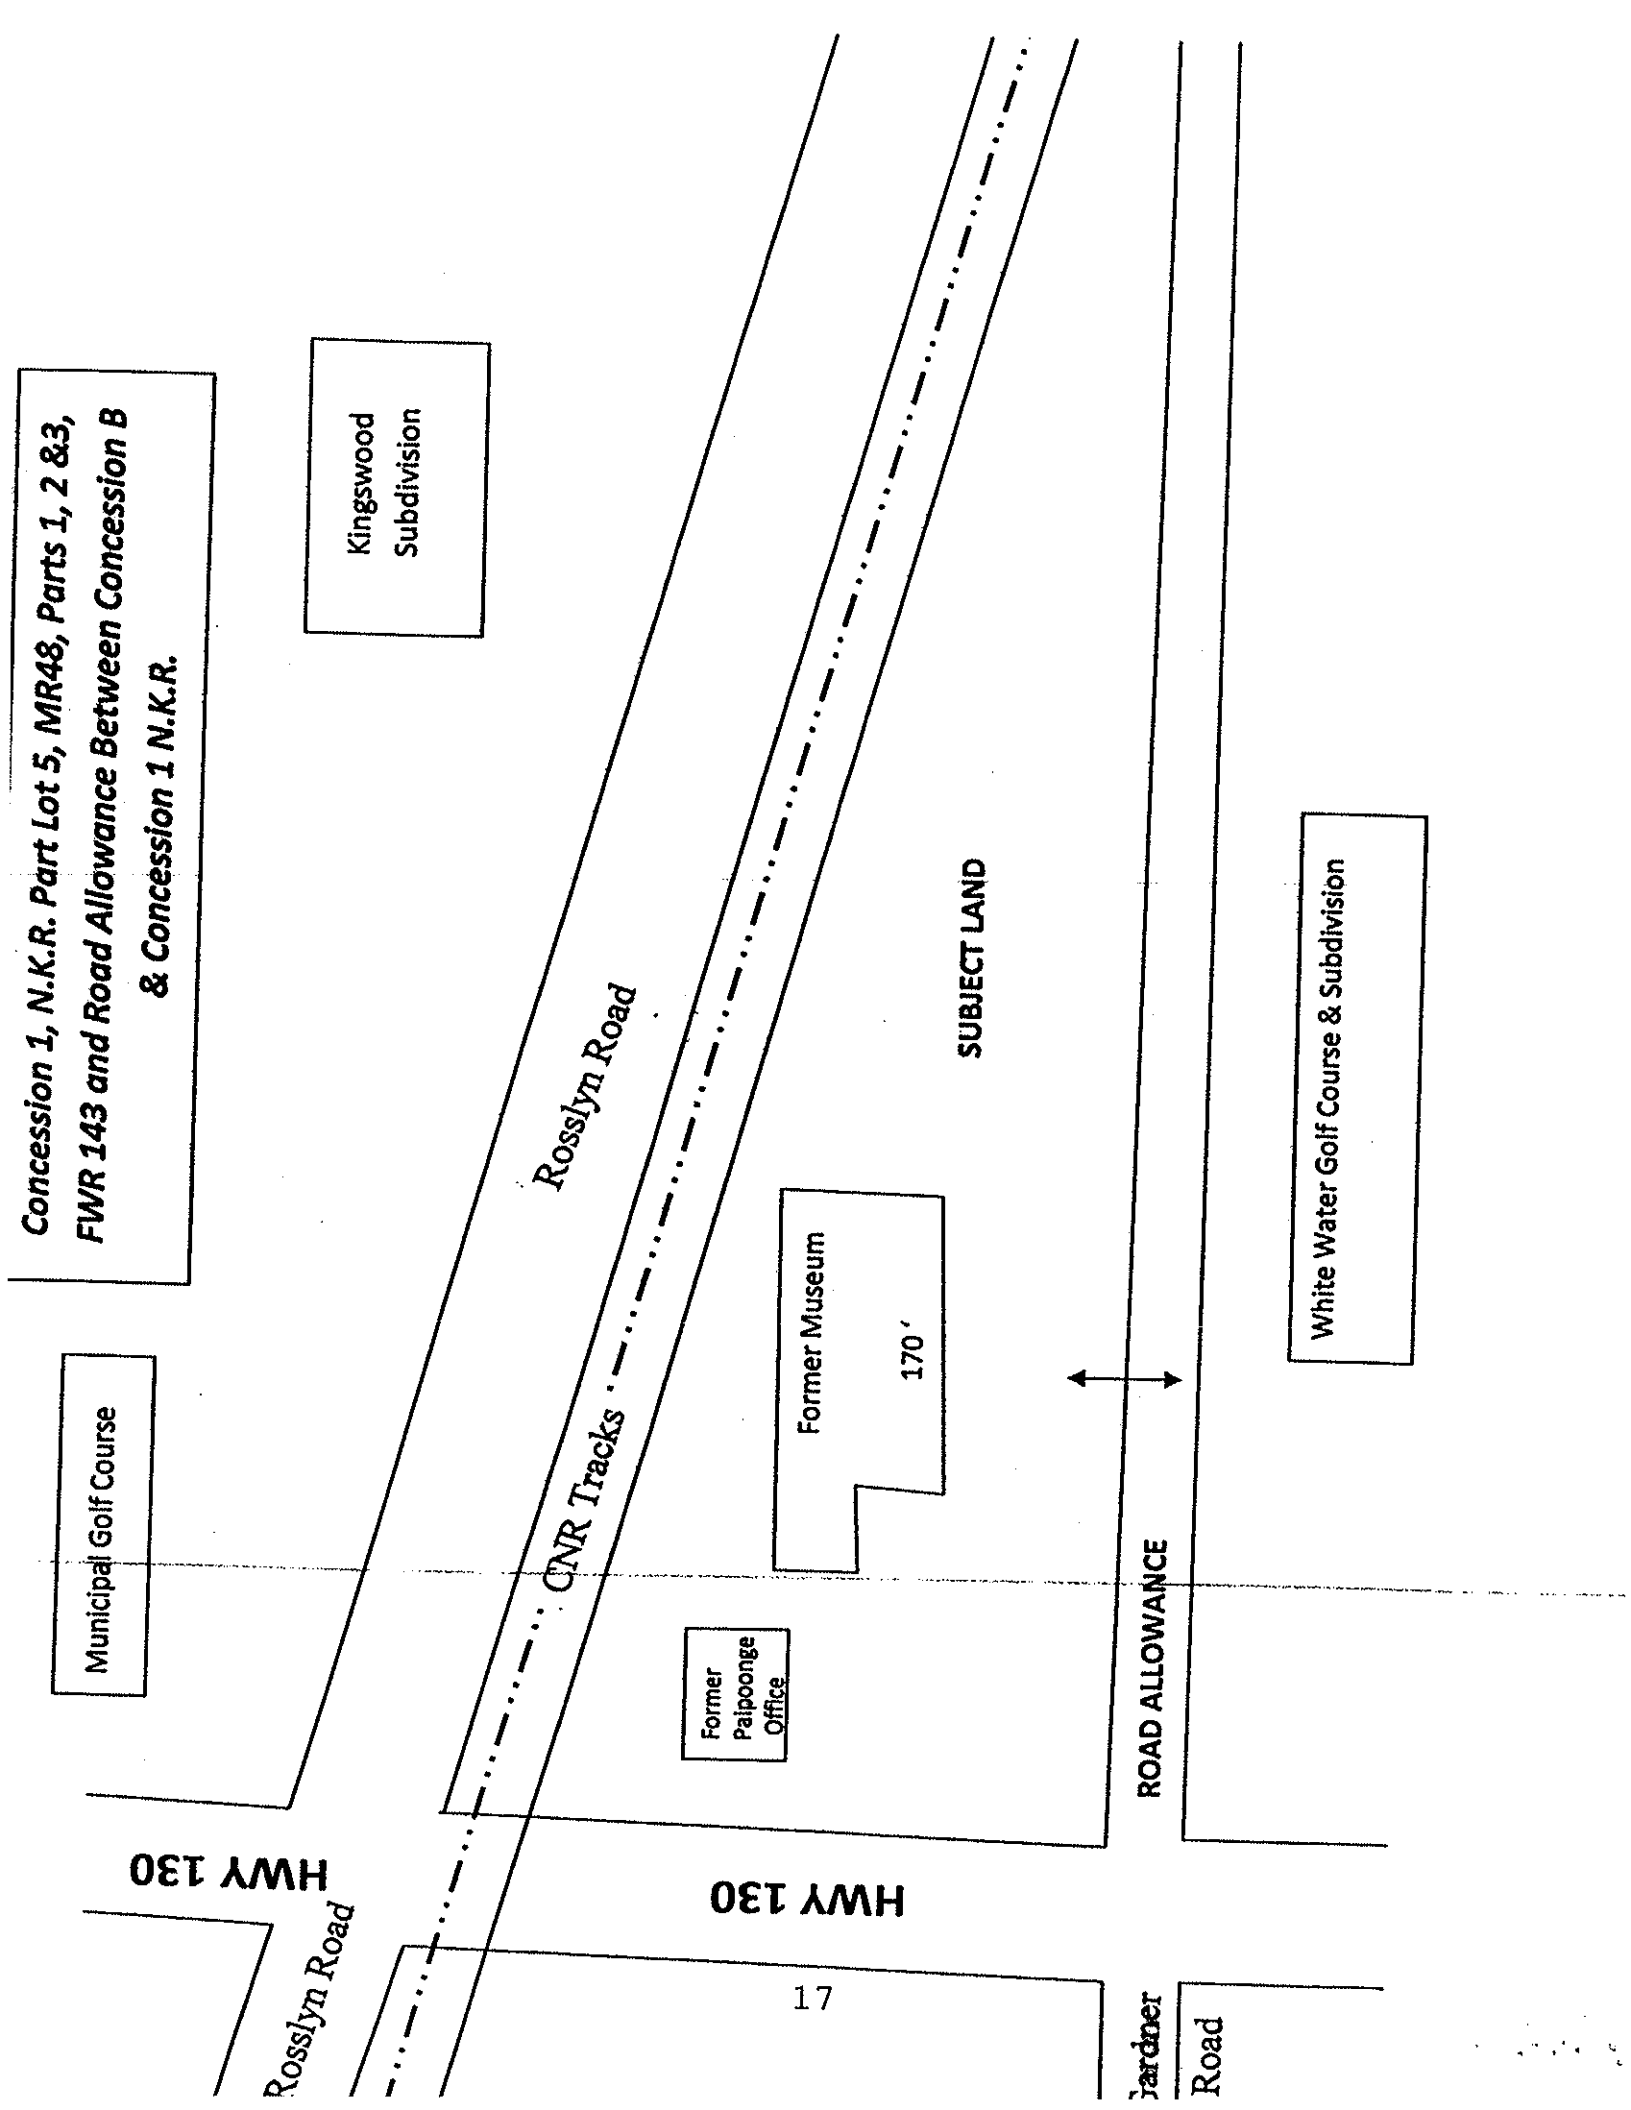 Concession 1, N.K.R. Part Lot 5, MR48, Parts 1, 2 &3,
FWR 143 and Road Allowance Between Concession B
& Concession 1 N.K.R.
Municipal Golf Course
Kingswood
Subdivision
HWY 130
Rosslyn Road
Rosslyn Road
CNR Tracks
Former
Paipoonge
Office
Former Museum
170 '
SUBJECT LAND
HWY 130
ROAD ALLOWANCE
White Water Golf Course & Subdivision
Road
17